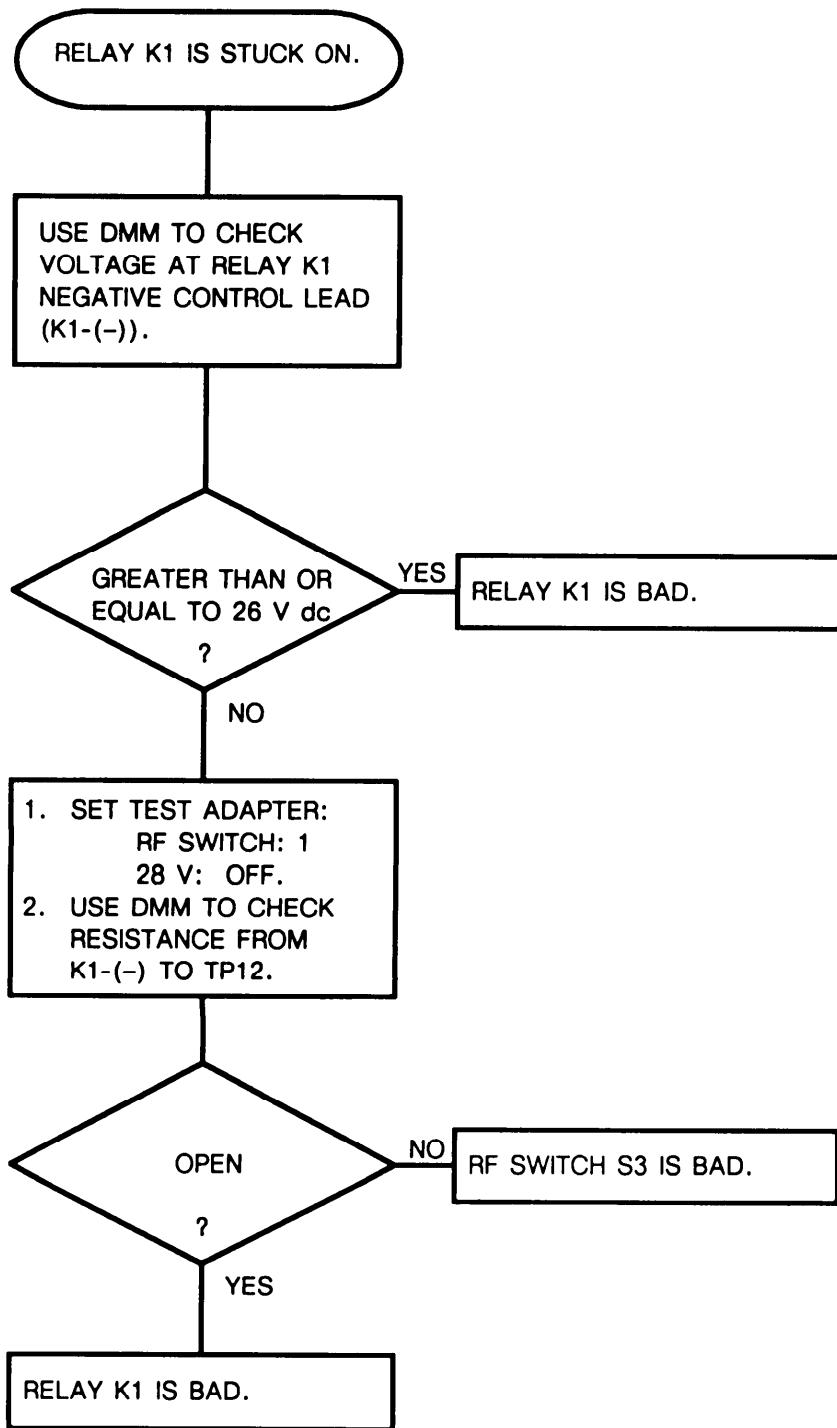 RELAY K1 IS STUCK ON.
USE DMM TO CHECK
VOLTAGE AT RELAY K1
NEGATIVE CONTROL LEAD
(K1-(-)).
GREATER THAN OR
EQUAL TO 26 V dc
?
YES
RELAY K1 IS BAD.
NO
1. SET TEST ADAPTER:
RF SWITCH: 1
28 V: OFF.
2. USE DMM TO CHECK
RESISTANCE FROM
K1-(-) TO TP12.
OPEN
?
NO
RF SWITCH S3 IS BAD.
YES
RELAY K1 IS BAD.